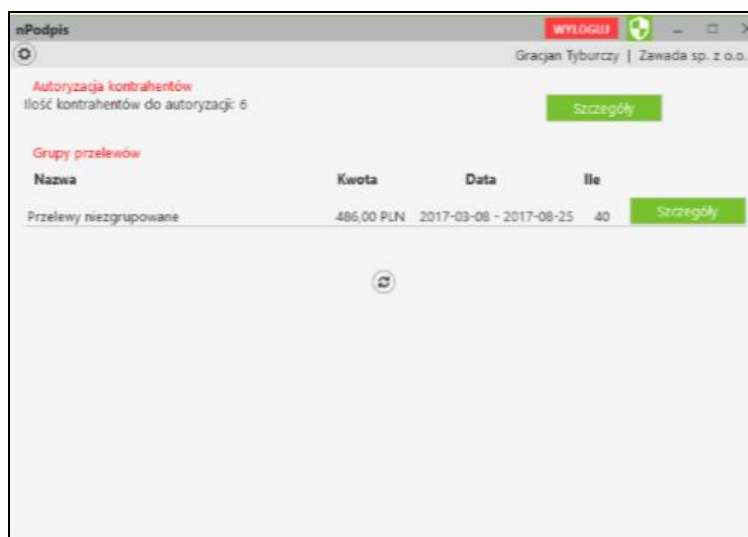 nPodpis WYLOGUJ
Gracjan Tyburczy | Zawada sp. z o.o.
Autoryzacja kontrahentów
Ilość kontrahentów do autoryzacji: 6 Szczegóły
Grupy przelewów
Nazwa Kwota Data Ile
Przelewy niezgrupowane 486,00 PLN 2017-03-08 - 2017-08-25 40 Szczegóły